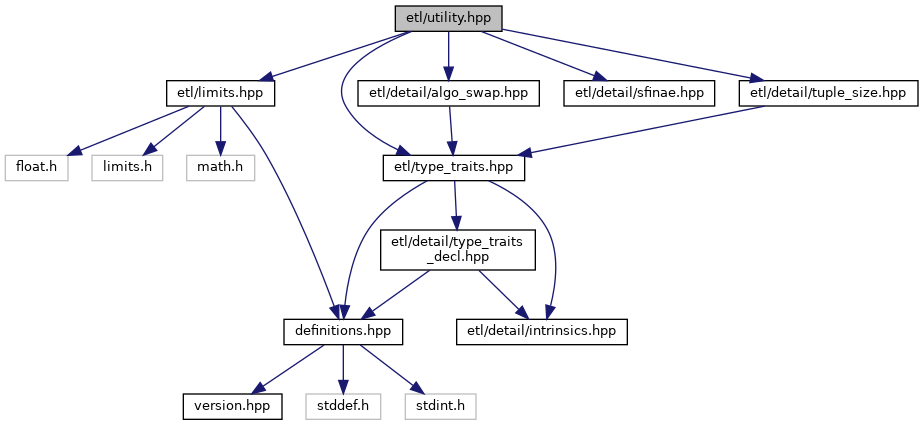 etl/utility.hpp
etl/limits.hpp
etl/detail/algo_swap.hpp
etl/detail/sfinae.hpp
etl/detail/tuple_size.hpp
float.h
limits.h
math.h
etl/type_traits.hpp
etl/detail/type_traits
_decl.hpp
definitions.hpp
etl/detail/intrinsics.hpp
version.hpp
stddef.h
stdint.h